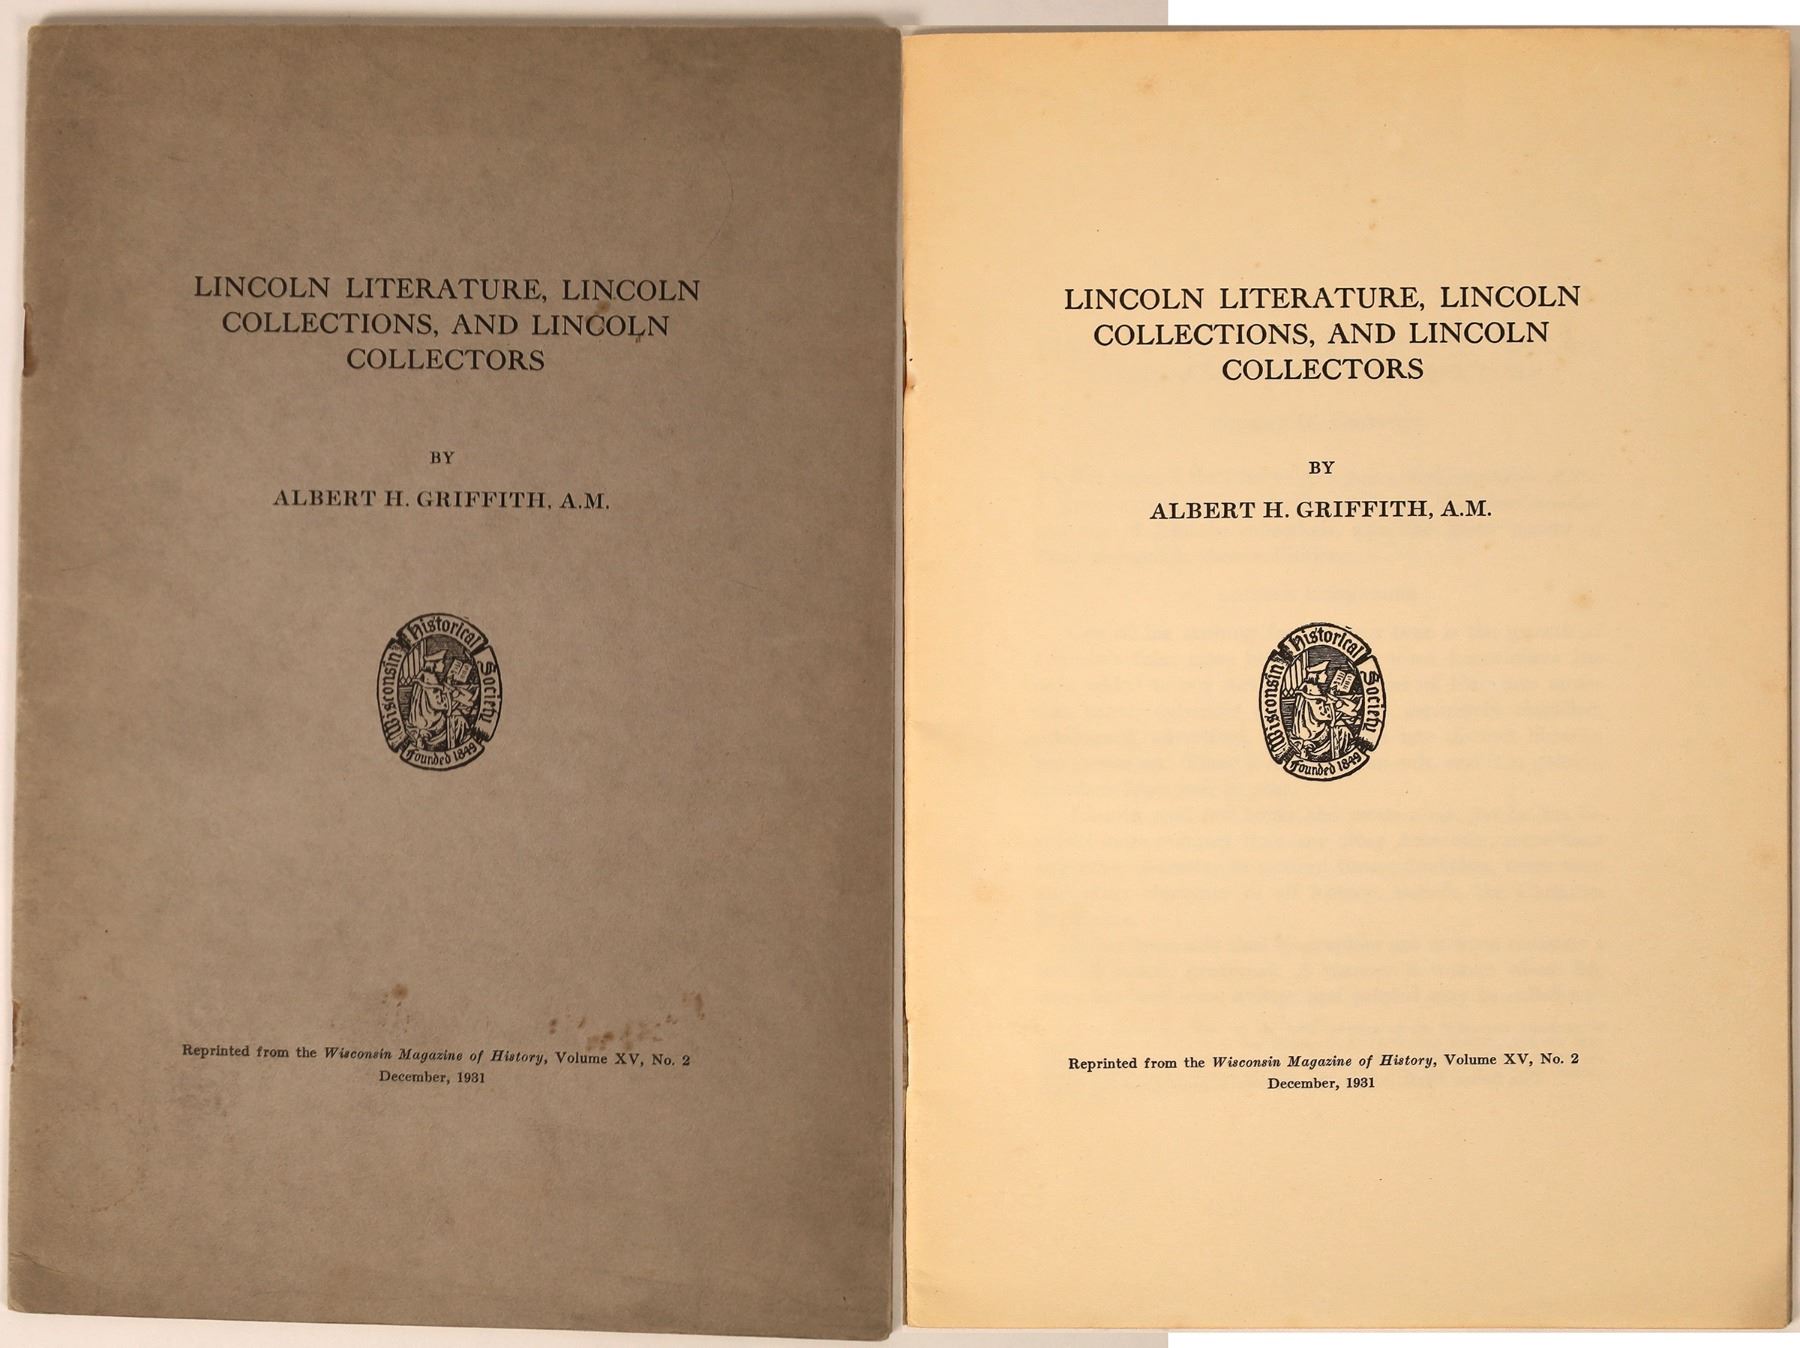 LINCOLN LITERATURE, LINCOLN
COLLECTIONS, AND LINCOLN
COLLECTORS
BY
ALBERT H. GRIFFITH, A.M.
Wisconsin Historical Society
Founded 1849
Reprinted from the Wisconsin Magazine of History, Volume XV, No. 2
December, 1931
LINCOLN LITERATURE, LINCOLN
COLLECTIONS, AND LINCOLN
COLLECTORS
BY
ALBERT H. GRIFFITH, A.M.
Wisconsin Historical Society
Founded 1849
Reprinted from the Wisconsin Magazine of History, Volume XV, No. 2
December, 1931